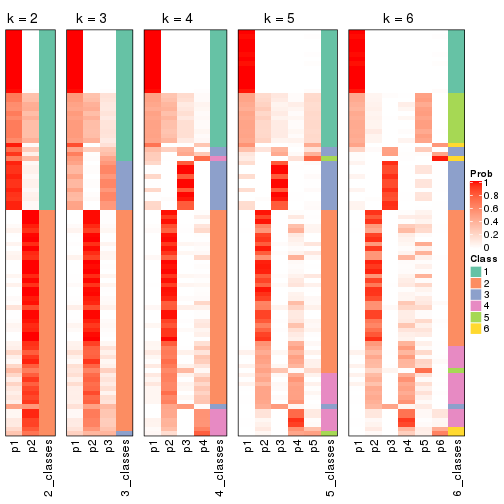 k = 2
k = 3
k = 4
k = 5
k = 6
p1
p2
2_classes
p1
p2
p3
3_classes
p1
p2
p3
p4
4_classes
p1
p2
p3
p4
p5
5_classes
p1
p2
p3
p4
p5
p6
6_classes
Prob
1
0.8
0.6
0.4
0.2
0
Class
1
2
3
4
5
6